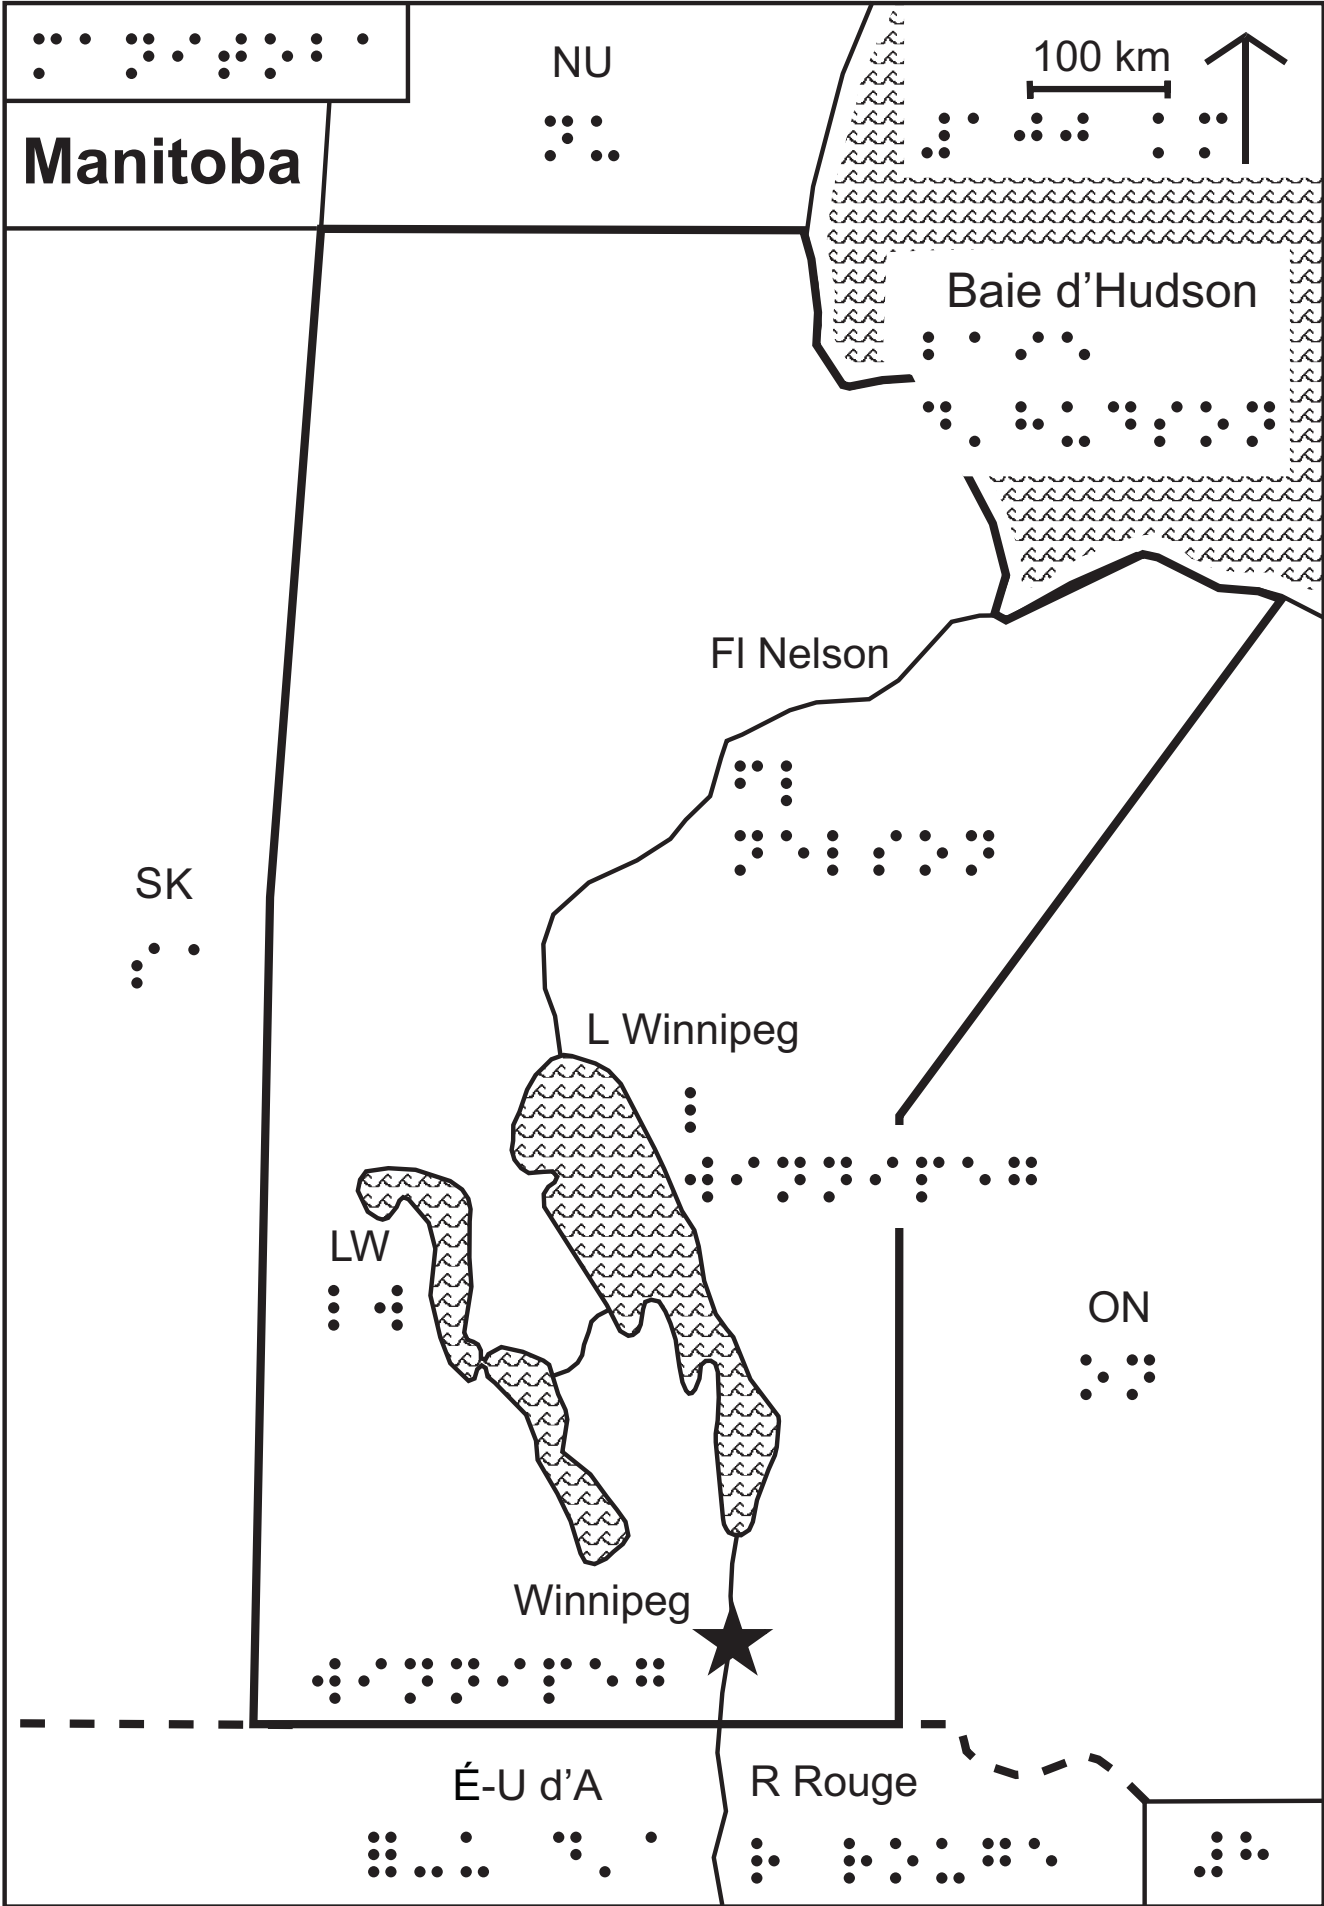 ⠍⠁⠝⠊⠞⠕⠃⠁
Manitoba
NU
⠝⠥
100 km
⠼⠁⠚⠚ ⠅⠍
Baie d’Hudson
⠃⠁⠊⠑
⠙⠄⠓⠥⠙⠎⠕⠝
Fl Nelson
⠋⠇
⠝⠑⠇⠎⠕⠝
SK
⠎⠁
L Winnipeg
⠇
⠺⠊⠝⠝⠊⠏⠑⠛
LW
⠇⠺
ON
⠕⠝
Winnipeg
⠺⠊⠝⠝⠊⠏⠑⠛
É-U d’A
⠿⠤⠥ ⠙⠄⠁
R Rouge
⠗ ⠗⠕⠥⠛⠑
⠼⠓